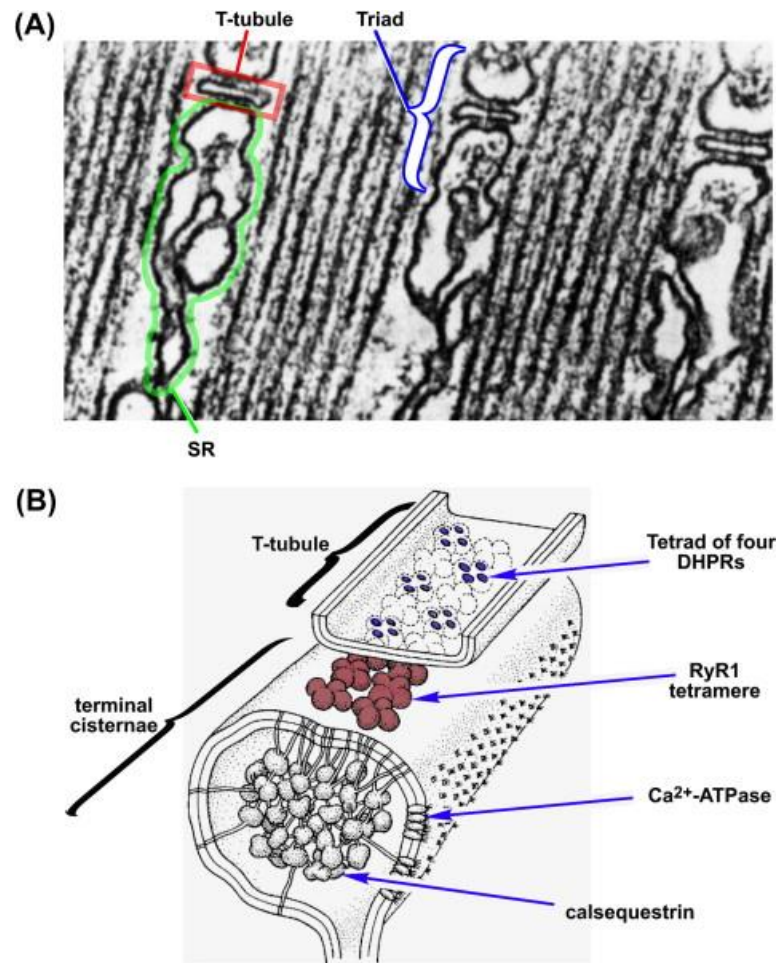 (A)
T-tubule
Triad
SR
(B)
T-tubule
Tetrad of four
DHPRs
RyR1
tetramere
terminal
cisternae
Ca²⁺-ATPase
calsequestrin